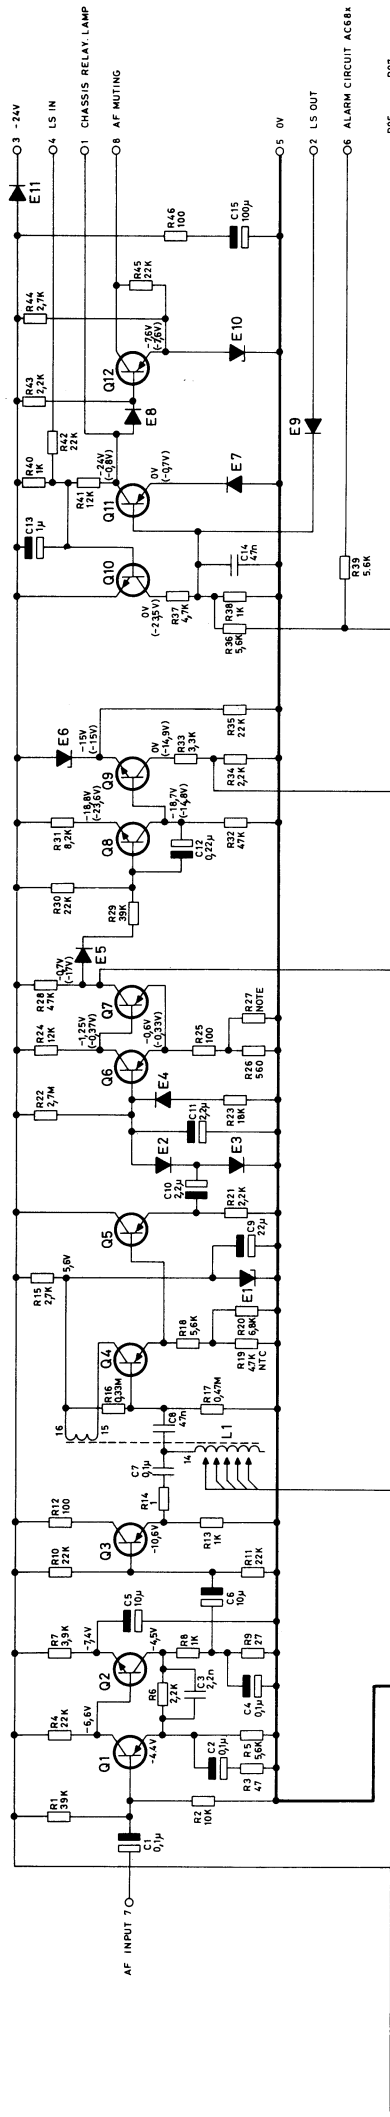 3 -24V
4 LS IN
1 CHASSIS RELAY. LAMP
8 AF MUTING
5 0V
2 LS OUT
6 ALARM CIRCUIT AC68x
AF INPUT 7
C1
0,1µ
R1
39K
R2
10K
Q1
-4,4V
R4
22K
-6,6V
R3
47
C2
0,1µ
R5
5,6K
R6
2,2K
C3
2,2n
Q2
R7
3,9K
-7,4V
-4,5V
C5
10µ
R8
1K
C4
0,1µ
R9
27
C6
10µ
R10
22K
R11
22K
Q3
R12
100
-10,6V
R13
1K
R14
1
C7
0,1µ
14
L1
16
15
C8
47n
R16
0,33M
R17
0,47M
Q4
R18
5,6K
R19
47K
NTC
R20
6,8K
E1
C9
22µ
R15
2,7K
5,6V
Q5
R21
2,2K
C10
2,2µ
E2
E3
C11
2,2µ
E4
R23
18K
R22
2,7M
Q6
R24
12K
-1,25V
(-0,37V)
-0,6V
(-0,33V)
R25
100
R26
560
R27
NOTE
Q7
R28
47K
-0,7V
(-17V)
E5
R29
39K
R30
22K
Q8
R31
8,2K
-18,8V
(-23,6V)
-18,7V
(-14,8V)
C12
0,22µ
R32
47K
Q9
E6
-15V
(-15V)
0V
(-14,9V)
R33
3,3K
R34
2,2K
R35
22K
Q10
C13
1µ
0V
(-23,5V)
R37
4,7K
R36
5,6K
R38
1K
C14
47n
R39
5.6K
R40
1K
R41
12K
R42
22K
Q11
-24V
(-0,8V)
0V
(-0,7V)
E7
E8
E9
Q12
R43
2,2K
R44
2,7K
R45
22K
-7,6V
(-7,6V)
E10
R46
100
C15
100µ
E11